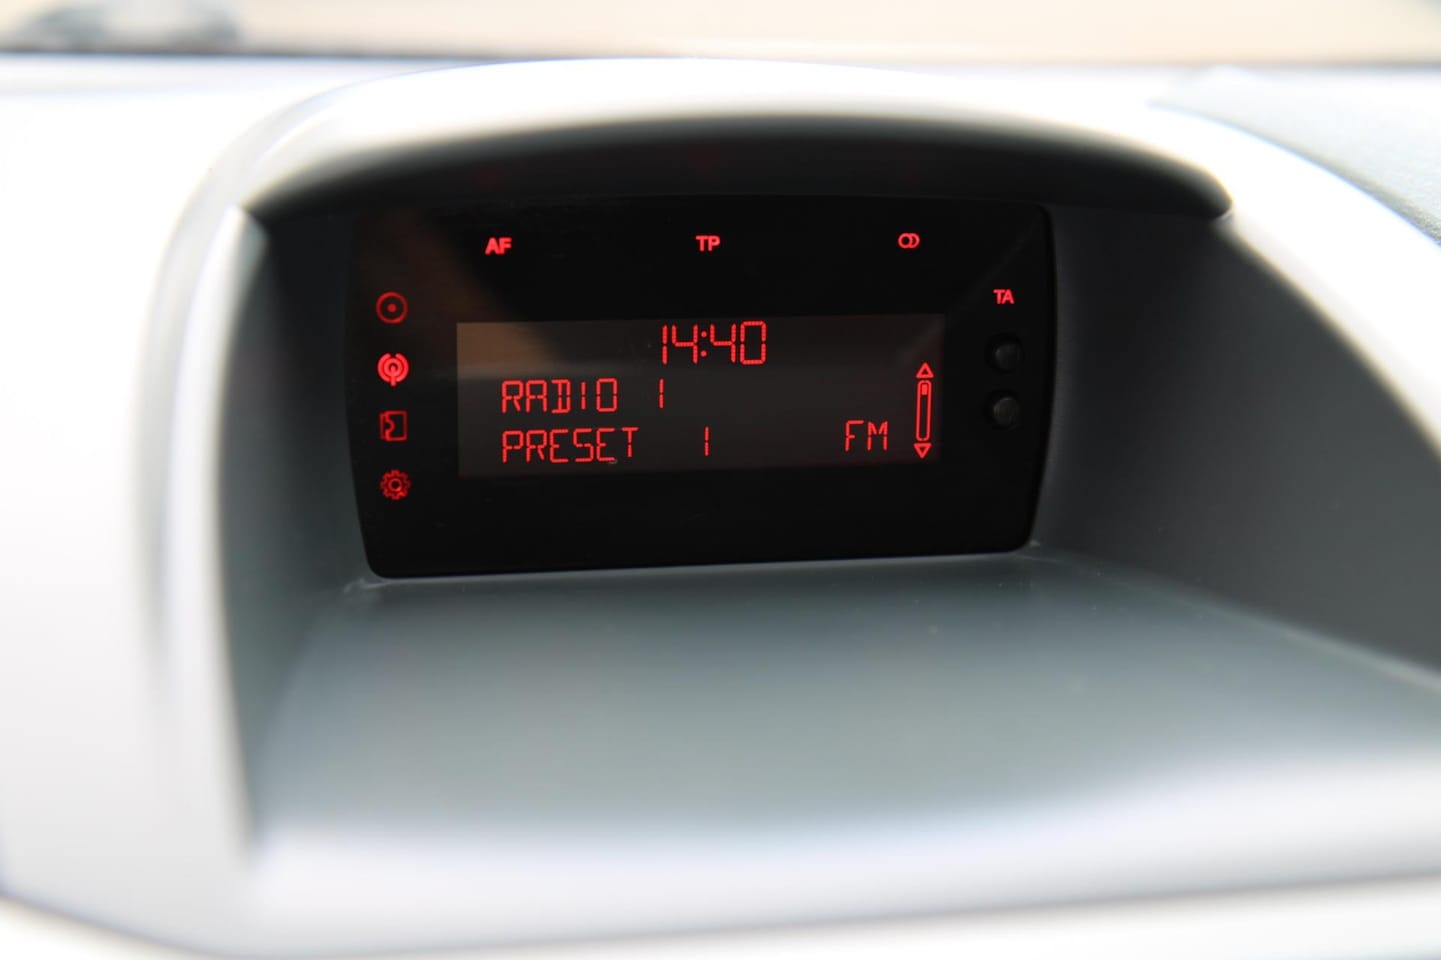 AF TP
TA
14:40
RADIO 1
PRESET 1 FM